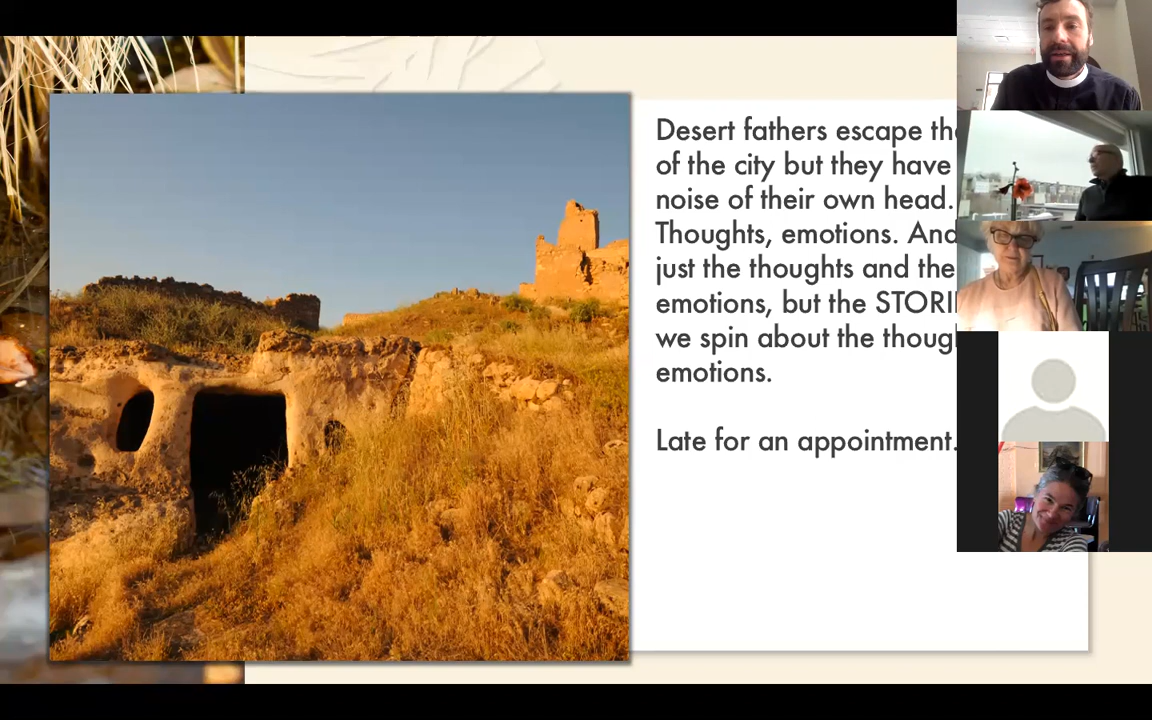 Desert fathers escape the
of the city but they have
noise of their own head.
Thoughts, emotions. And
just the thoughts and the
emotions, but the
we spin about the
emotions.
Late for an appointment.